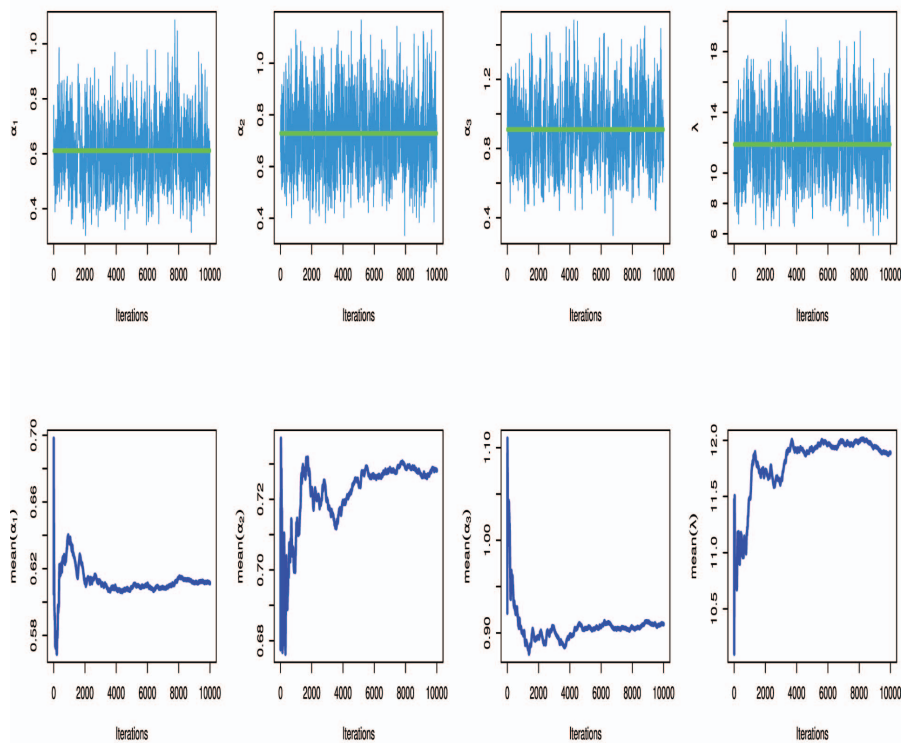 α1
0.4 0.6 0.8 1.0
0 2000 4000 6000 8000 10000
Iterations
α2
0.4 0.6 0.8 1.0
0 2000 4000 6000 8000 10000
Iterations
α3
0.4 0.8 1.2
0 2000 4000 6000 8000 10000
Iterations
λ
6 8 10 14 18
0 2000 4000 6000 8000 10000
Iterations
mean(α1)
0.58 0.62 0.66 0.70
0 2000 4000 6000 8000 10000
Iterations
mean(α2)
0.68 0.70 0.72
0 2000 4000 6000 8000 10000
Iterations
mean(α3)
0.90 1.00 1.10
0 2000 4000 6000 8000 10000
Iterations
mean(λ)
10.5 11.0 11.5 12.0
0 2000 4000 6000 8000 10000
Iterations